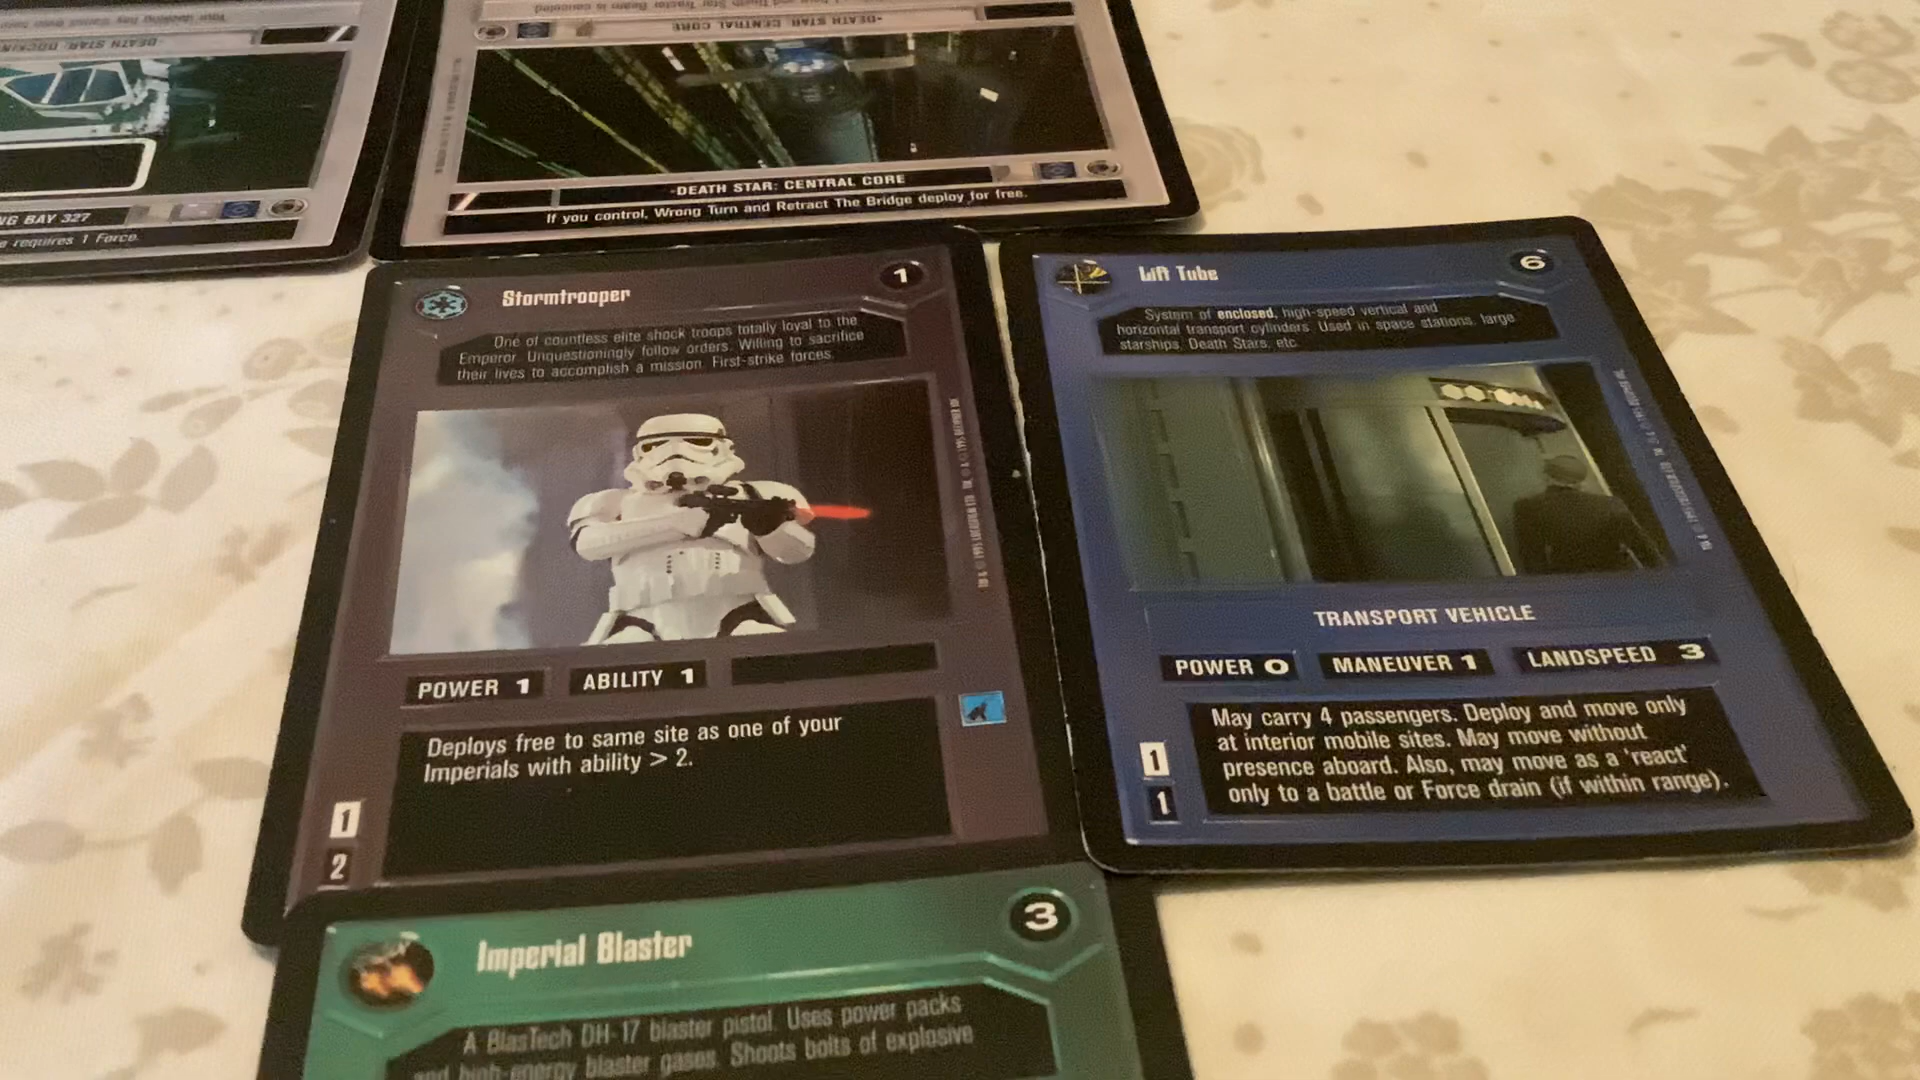 DEATH STAR: CENTRAL CORE
NG BAY 327
e requires 1 Force.
DEATH STAR: CENTRAL CORE
If you control, Wrong Turn and Retract The Bridge deploy for free.
Stormtrooper
1
One of countless elite shock troops totally loyal to the
Emperor. Unquestioningly follow orders. Willing to sacrifice
their lives to accomplish a mission. First-strike forces.
POWER 1
ABILITY 1
Deploys free to same site as one of your
Imperials with ability > 2.
1
2
Lift Tube
6
System of enclosed, high-speed vertical and
horizontal transport cylinders. Used in space stations, large
starships, Death Stars, etc.
TRANSPORT VEHICLE
POWER 0
MANEUVER 1
LANDSPEED 3
May carry 4 passengers. Deploy and move only
at interior mobile sites. May move without
presence aboard. Also, may move as a 'react'
only to a battle or Force drain (if within range).
1
1
Imperial Blaster
3
A BlasTech DH-17 blaster pistol. Uses power packs
and high-energy blaster gases. Shoots bolts of explosive